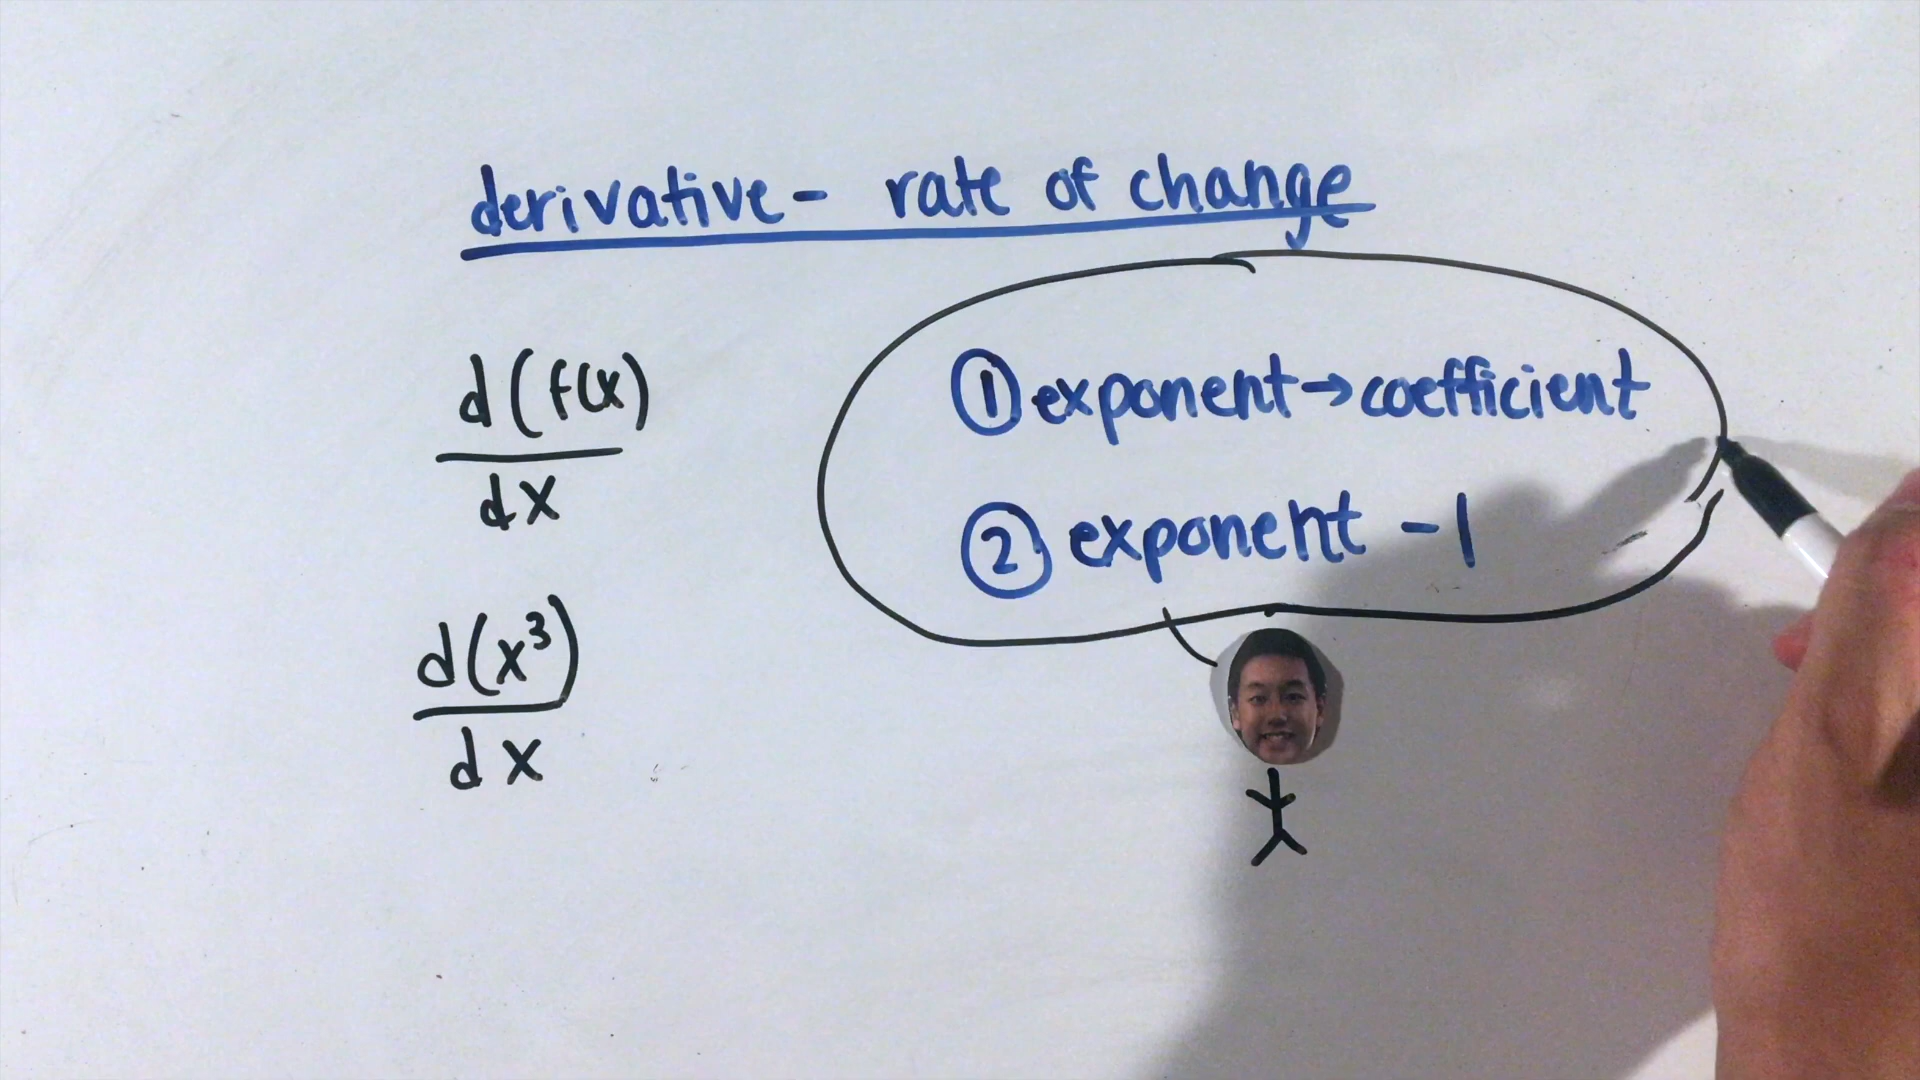 derivative - rate of change
d(f(x)
dx
① exponent → coefficient
② exponent -1
d(x³)
dx